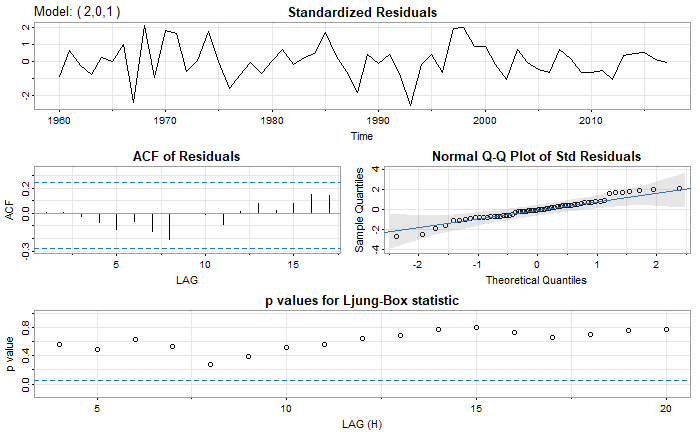 Model: ( 2,0,1 ) Standardized Residuals
2
1
0
-2
1960 1970 1980 1990 2000 2010
Time
ACF of Residuals
ACF
0.2
0.0
-0.3
5 10 15
LAG
Normal Q-Q Plot of Std Residuals
Sample Quantiles
4
2
0
-2
-4
-2 -1 0 1 2
Theoretical Quantiles
p values for Ljung-Box statistic
p value
0.8
0.4
0.0
5 10 15 20
LAG (H)